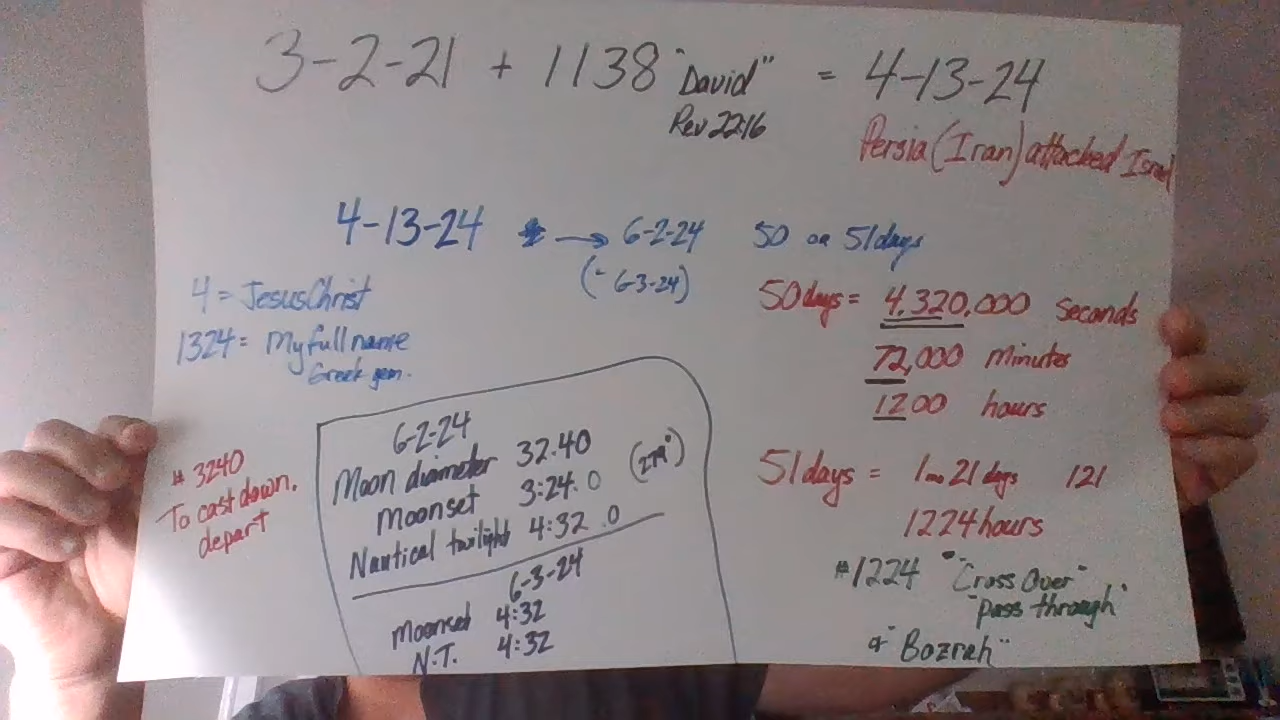 3-2-21 + 1138 "David" = 4-13-24
Rev 22:16
Persia (Iran) attacked Israel
4-13-24 → 6-2-24 50 or 51 days
(- 6-3-24)
4 = Jesus Christ
1324 = My full name
Greek gem.
50 days = 4,320,000 Seconds
72,000 Minutes
1200 hours
# 3240
To cast down.
depart
6-2-24
Moon diameter 32.40
Moonset 3:24.0
Nautical twilight 4:32.0
6-3-24
Moonset 4:32
N.T. 4:32
51 days = 1mo 21 days 121
1224 hours
#1224 "Cross Over"
"pass through"
& "Bozrah"